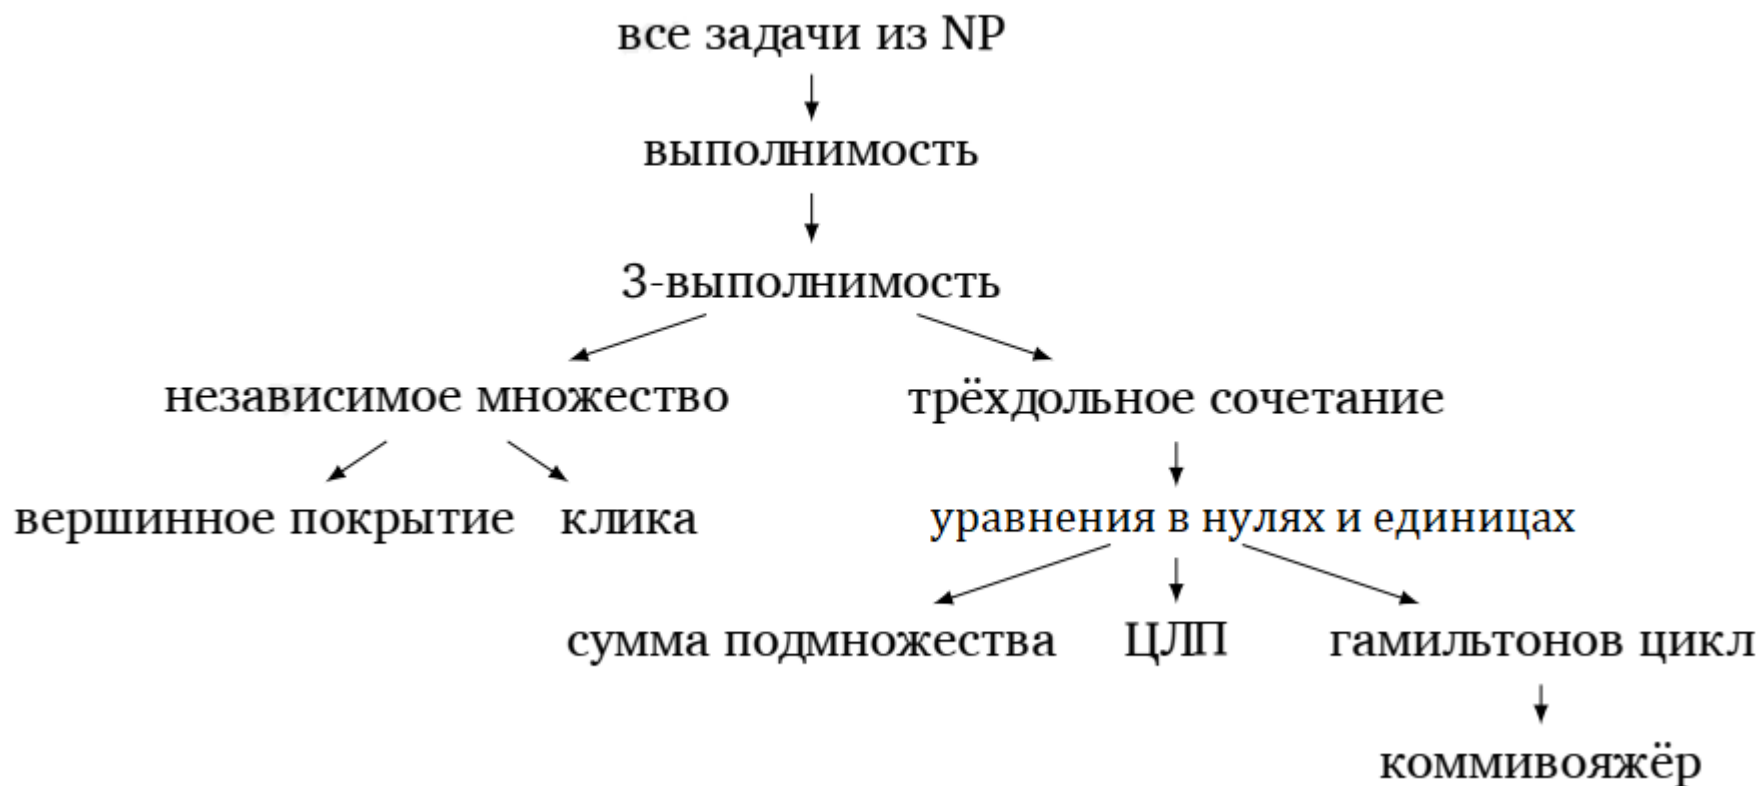 все задачи из NP
выполнимость
3-выполнимость
независимое множество трёхдольное сочетание
вершинное покрытие клика уравнения в нулях и единицах
сумма подмножества ЦЛП гамильтонов цикл
коммивояжёр